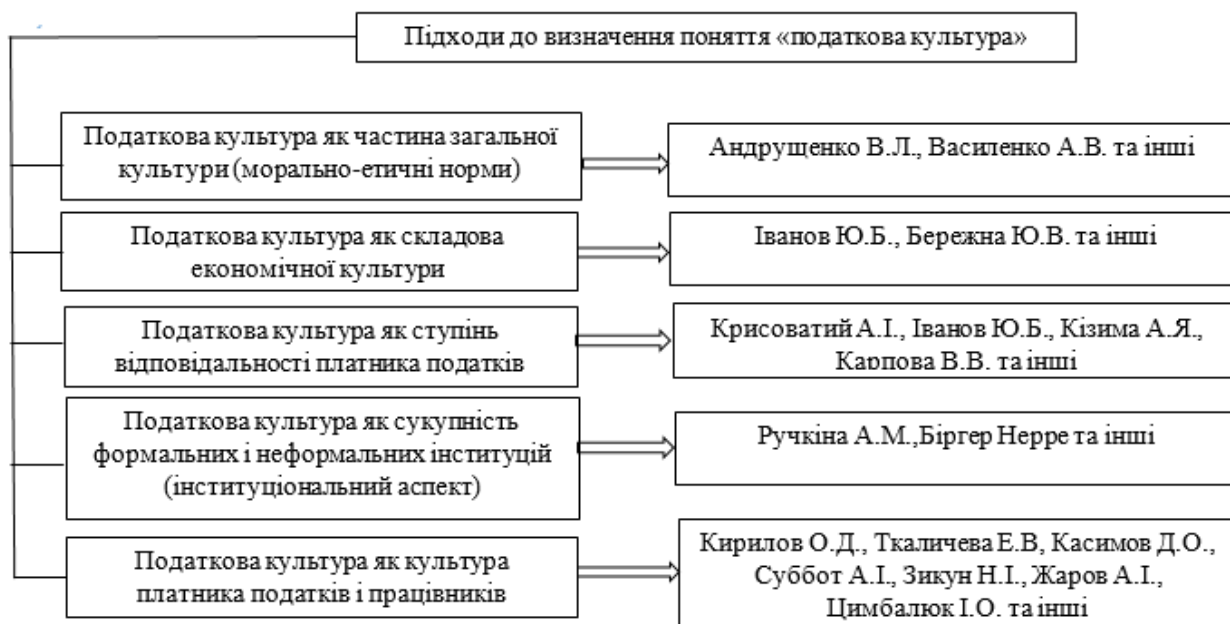 Підходи до визначення поняття «податкова культура»
Податкова культура як частина загальної
культури (морально-етичні норми)
Андрущенко В.Л., Василенко А.В. та інші
Податкова культура як складова
економічної культури
Іванов Ю.Б., Бережна Ю.В. та інші
Податкова культура як ступінь
відповідальності платника податків
Крисоватий А.І., Іванов Ю.Б., Кізима А.Я.,
Карпова В.В. та інші
Податкова культура як сукупність
формальних і неформальних інституцій
(інституціональний аспект)
Ручкіна А.М.,Біргер Нерре та інші
Податкова культура як культура
платника податків і працівників
Кирилов О.Д., Ткаличева Е.В, Касимов Д.О.,
Суббот А.І., Зикун Н.І., Жаров А.І.,
Цимбалюк І.О. та інші